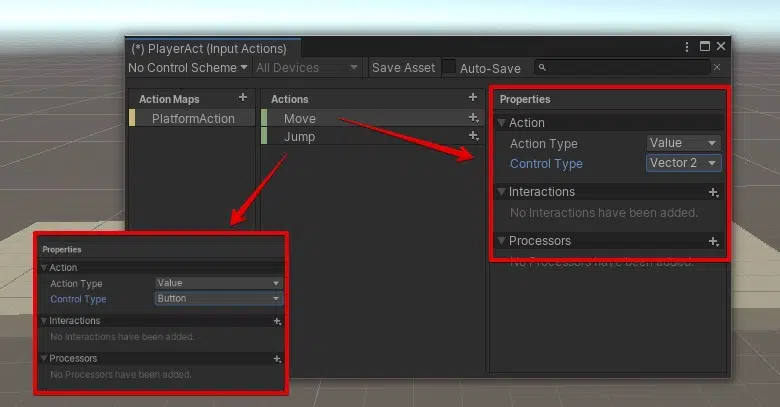 (*) PlayerAct (Input Actions)
No Control Scheme All Devices Save Asset Auto-Save
Action Maps
PlatformAction
Actions
Move
Jump
Properties
Action
Action Type Value
Control Type Vector 2
Interactions
No Interactions have been added.
Processors
No Processors have been added.
Properties
Action
Action Type Value
Control Type Button
Interactions
No Interactions have been added.
Processors
No Processors have been added.